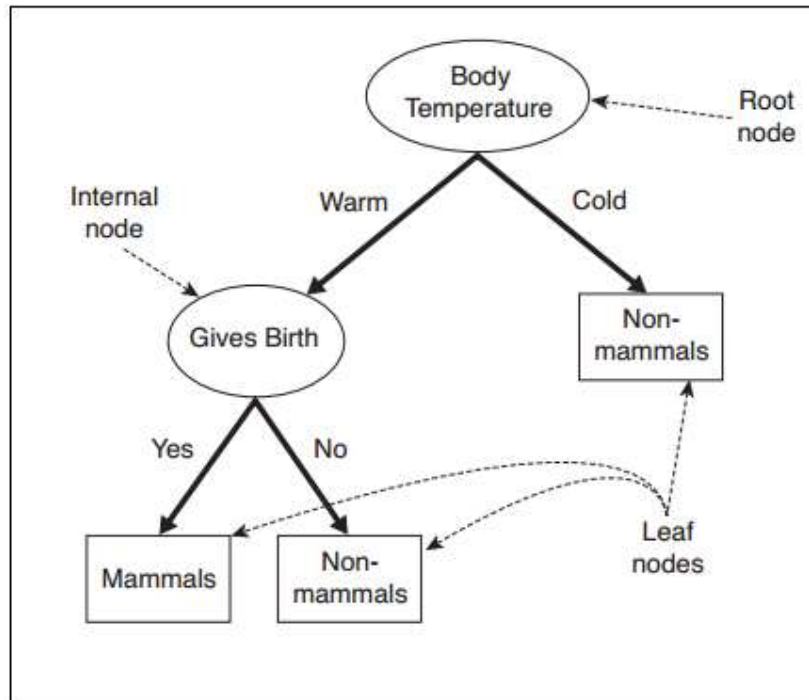 Body
Temperature
Root
node
Internal
node
Warm
Cold
Gives Birth
Non-
mammals
Yes
No
Mammals
Non-
mammals
Leaf
nodes